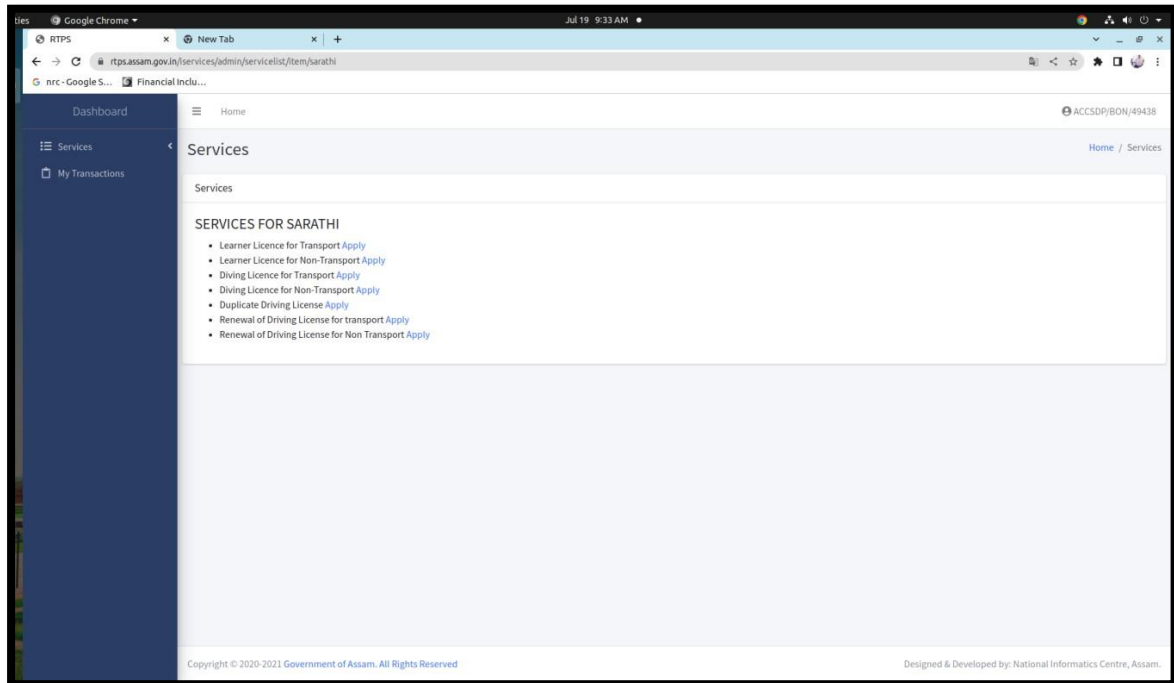 ties Google Chrome Jul 19 9:33 AM
RTPS New Tab
rtps.assam.gov.in/iservices/admin/servicelist/item/sarathi
nrc - Google S... Financial Inclu...
Dashboard Home ACCSDP/BON/49438
Services Services Home / Services
My Transactions
Services
SERVICES FOR SARATHI
Learner Licence for Transport Apply
Learner Licence for Non-Transport Apply
Diving Licence for Transport Apply
Diving Licence for Non-Transport Apply
Duplicate Driving License Apply
Renewal of Driving License for transport Apply
Renewal of Driving License for Non Transport Apply
Copyright © 2020-2021 Government of Assam. All Rights Reserved Designed & Developed by: National Informatics Centre, Assam.